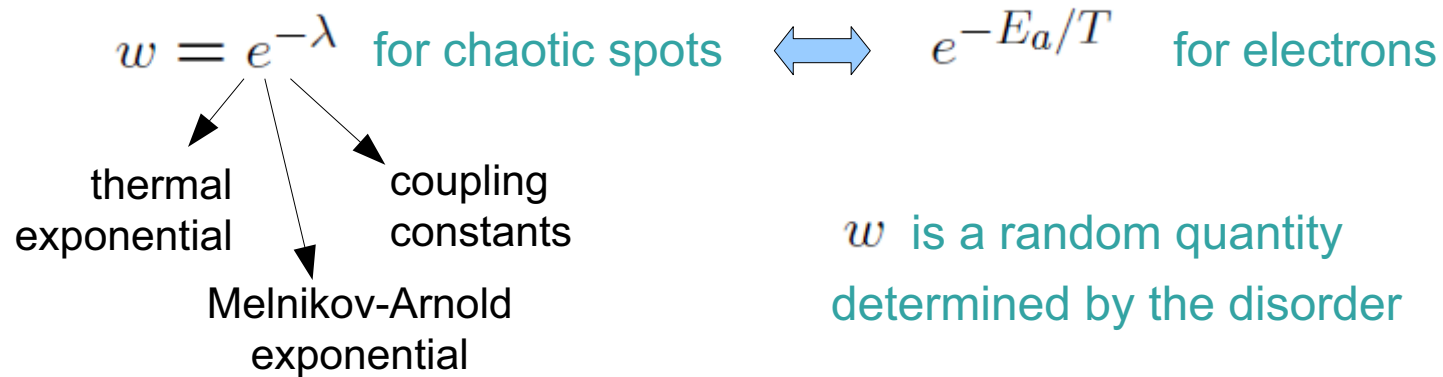 w = e^{-λ} for chaotic spots ⟺ e^{-E_a/T} for electrons
thermal
exponential
coupling
constants
Melnikov-Arnold
exponential
w is a random quantity
determined by the disorder